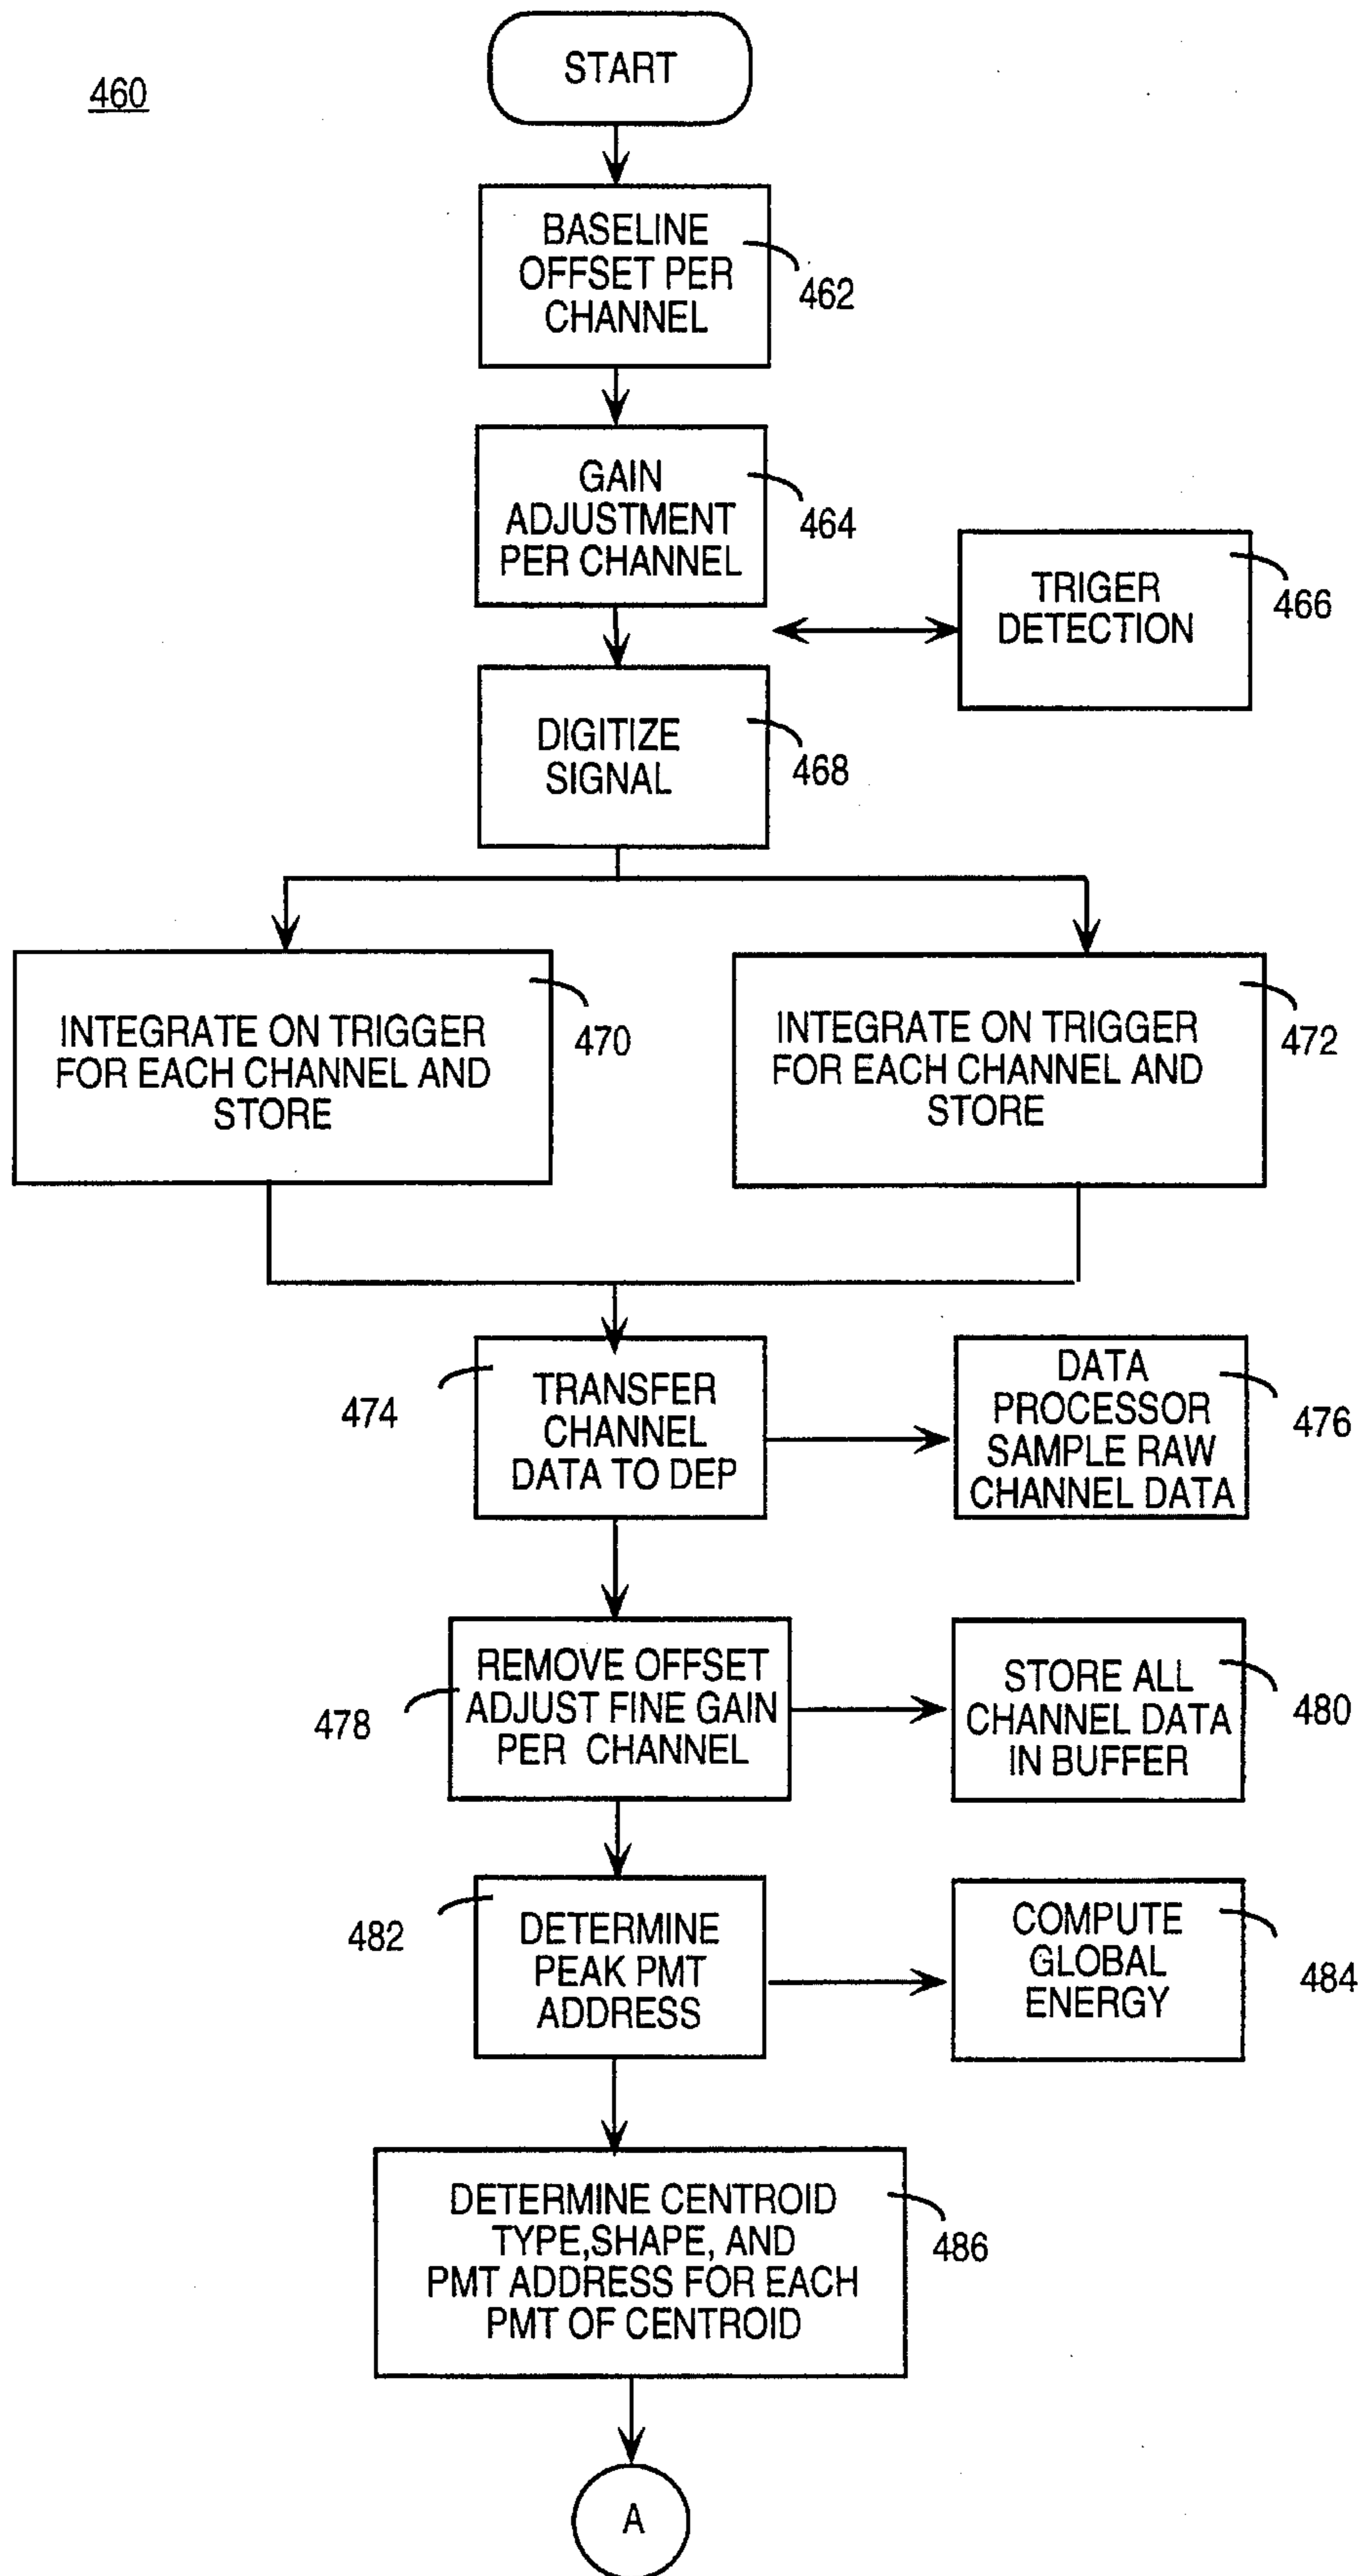 460
START
BASELINE
OFFSET PER
CHANNEL
462
GAIN
ADJUSTMENT
PER CHANNEL
464
TRIGER
DETECTION
466
DIGITIZE
SIGNAL
468
INTEGRATE ON TRIGGER
FOR EACH CHANNEL AND
STORE
470
INTEGRATE ON TRIGGER
FOR EACH CHANNEL AND
STORE
472
474
TRANSFER
CHANNEL
DATA TO DEP
DATA
PROCESSOR
SAMPLE RAW
CHANNEL DATA
476
478
REMOVE OFFSET
ADJUST FINE GAIN
PER CHANNEL
STORE ALL
CHANNEL DATA
IN BUFFER
480
482
DETERMINE
PEAK PMT
ADDRESS
COMPUTE
GLOBAL
ENERGY
484
DETERMINE CENTROID
TYPE,SHAPE, AND
PMT ADDRESS FOR EACH
PMT OF CENTROID
486
A